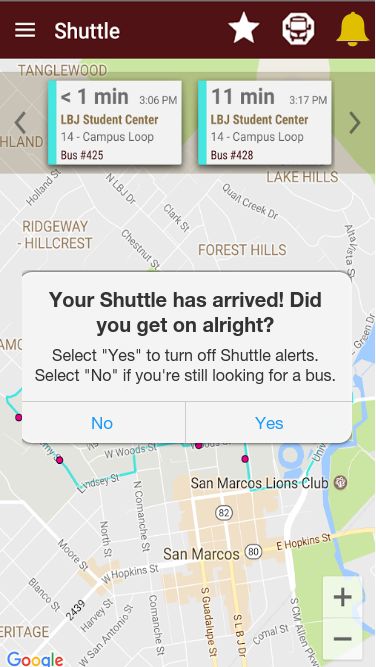 Shuttle
TANGLEWOOD
< 1 min 3:06 PM
LBJ Student Center
14 - Campus Loop
Bus #425
11 min 3:17 PM
LBJ Student Center
14 - Campus Loop
Bus #428
HLAND
LAKE HILLS
Holland St
N LBJ Dr
Clark St
Quail Creek Dr
Alta Vista St
RIDGEWAY
- HILLCREST
Chestnut St
FOREST HILLS
Your Shuttle has arrived! Did
you get on alright?
Select "Yes" to turn off Shuttle alerts.
Select "No" if you're still looking for a bus.
No
Yes
W Woods St
Lindsey St
San Marcos Lions Club
82
North St
N Comanche St
San Marcos
80
E Hopkins St
Moore St
W Hopkins St
Blanco St
2439
Harvey St
W San Antonio St
Comanche St
S Guadalupe St
S L B J Dr
S CM Allen Pkwy
Comal St
ERITAGE
+
−
Google